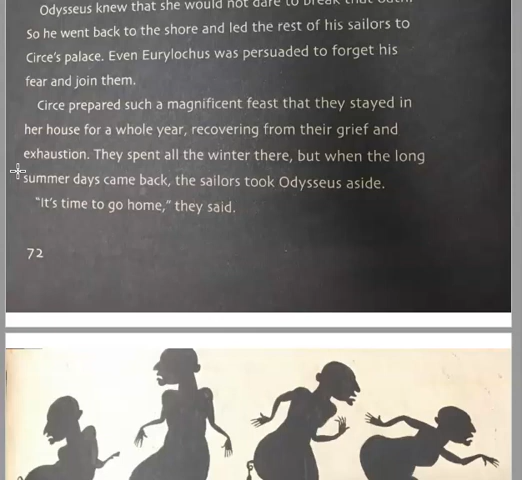 Odysseus knew that she would not dare to break that oath.
So he went back to the shore and led the rest of his sailors to
Circe's palace. Even Eurylochus was persuaded to forget his
fear and join them.
Circe prepared such a magnificent feast that they stayed in
her house for a whole year, recovering from their grief and
exhaustion. They spent all the winter there, but when the long
summer days came back, the sailors took Odysseus aside.
"It's time to go home," they said.
72